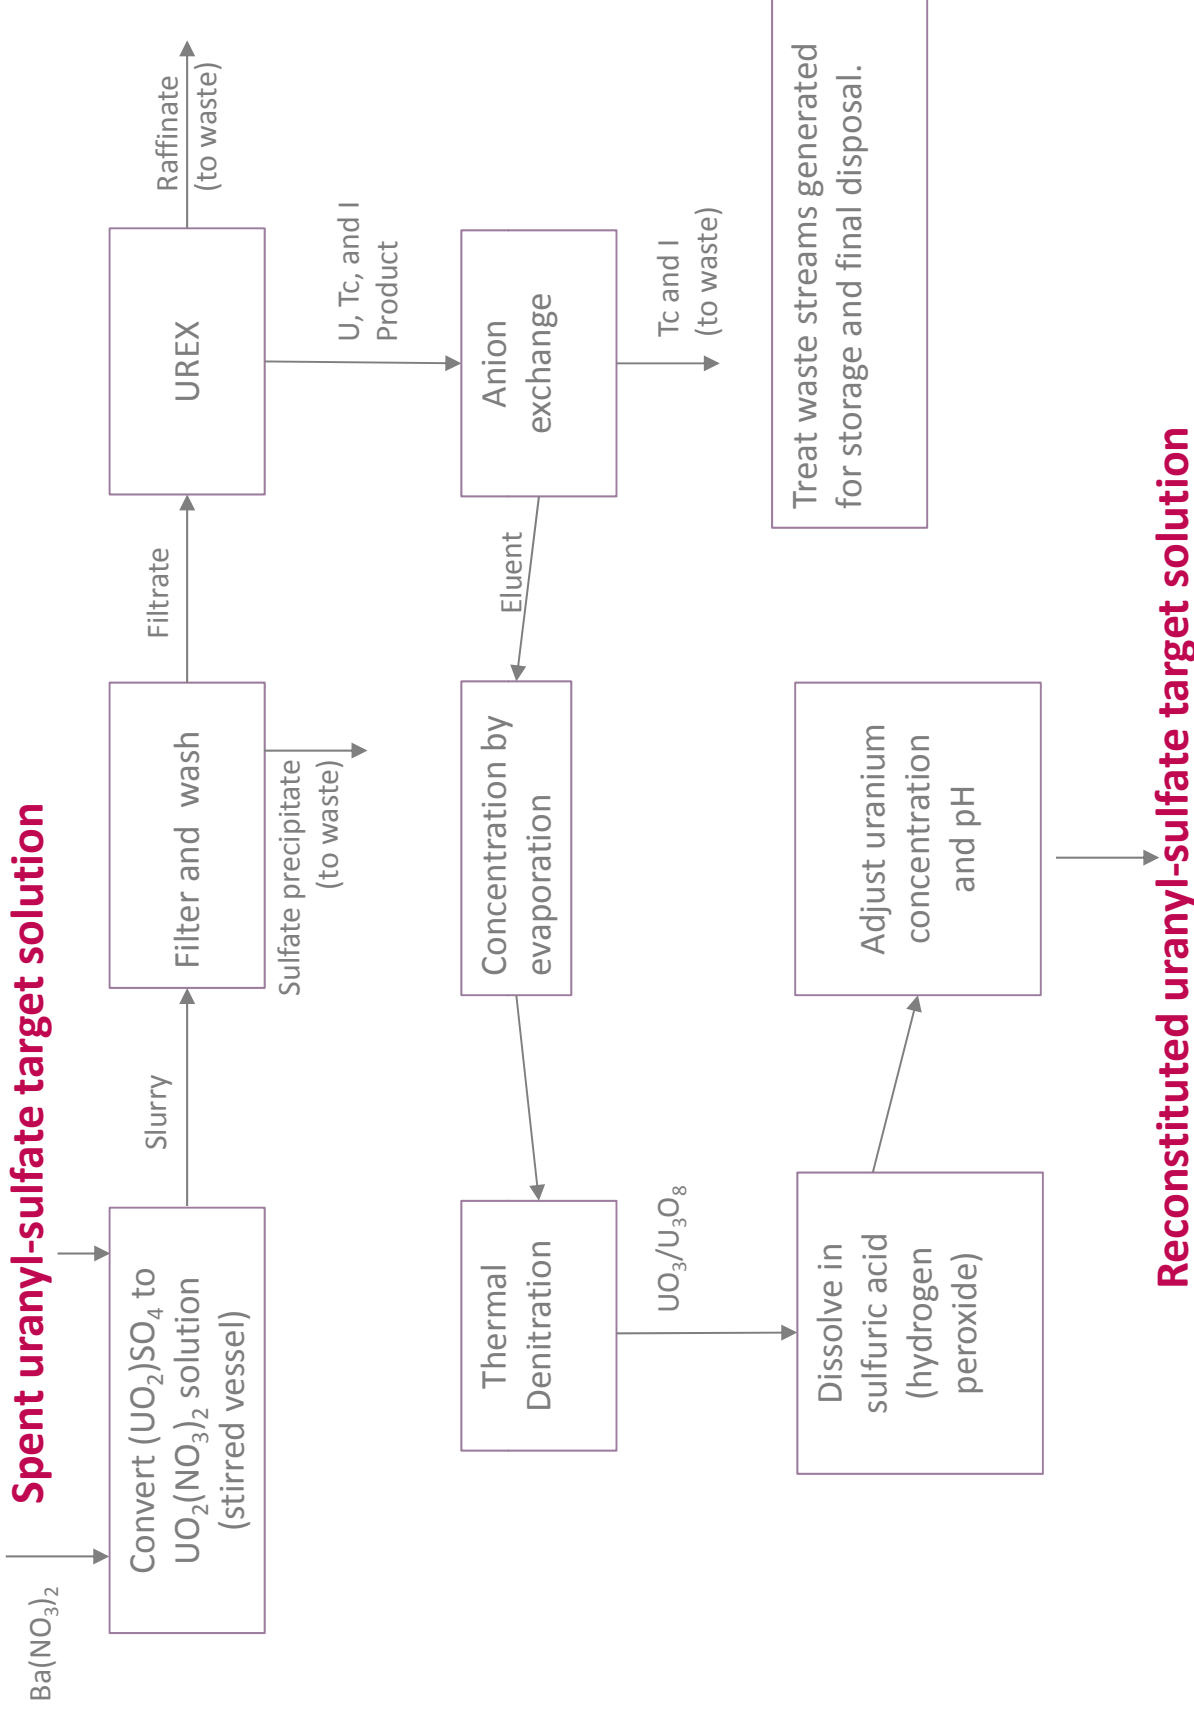 Spent uranyl-sulfate target solution
Ba(NO₃)₂
Convert (UO₂)SO₄ to
UO₂(NO₃)₂ solution
(stirred vessel)
Slurry
Filter and wash
Sulfate precipitate
(to waste)
Filtrate
UREX
Raffinate
(to waste)
U, Tc, and I
Product
Anion
exchange
Tc and I
(to waste)
Eluent
Concentration by
evaporation
Thermal
Denitration
UO₃/U₃O₈
Dissolve in
sulfuric acid
(hydrogen
peroxide)
Adjust uranium
concentration
and pH
Treat waste streams generated
for storage and final disposal.
Reconstituted uranyl-sulfate target solution